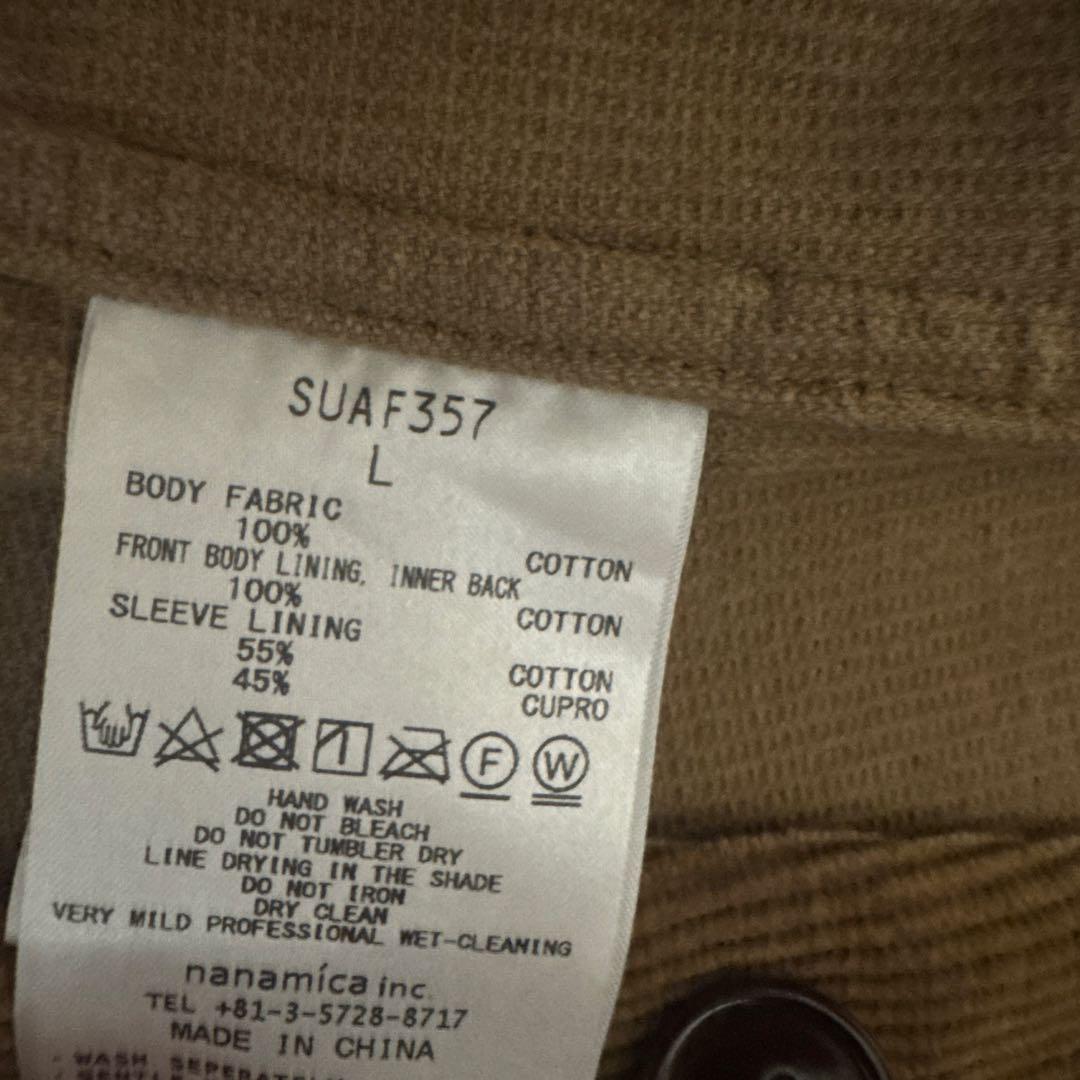 SUAF357
L
BODY FABRIC
100% COTTON
FRONT BODY LINING, INNER BACK
100% COTTON
SLEEVE LINING
55% COTTON
45% CUPRO
F W
HAND WASH
DO NOT BLEACH
DO NOT TUMBLER DRY
LINE DRYING IN THE SHADE
DO NOT IRON
DRY CLEAN
VERY MILD PROFESSIONAL WET-CLEANING
nanamíca inc.
TEL +81-3-5728-8717
MADE IN CHINA
WASH